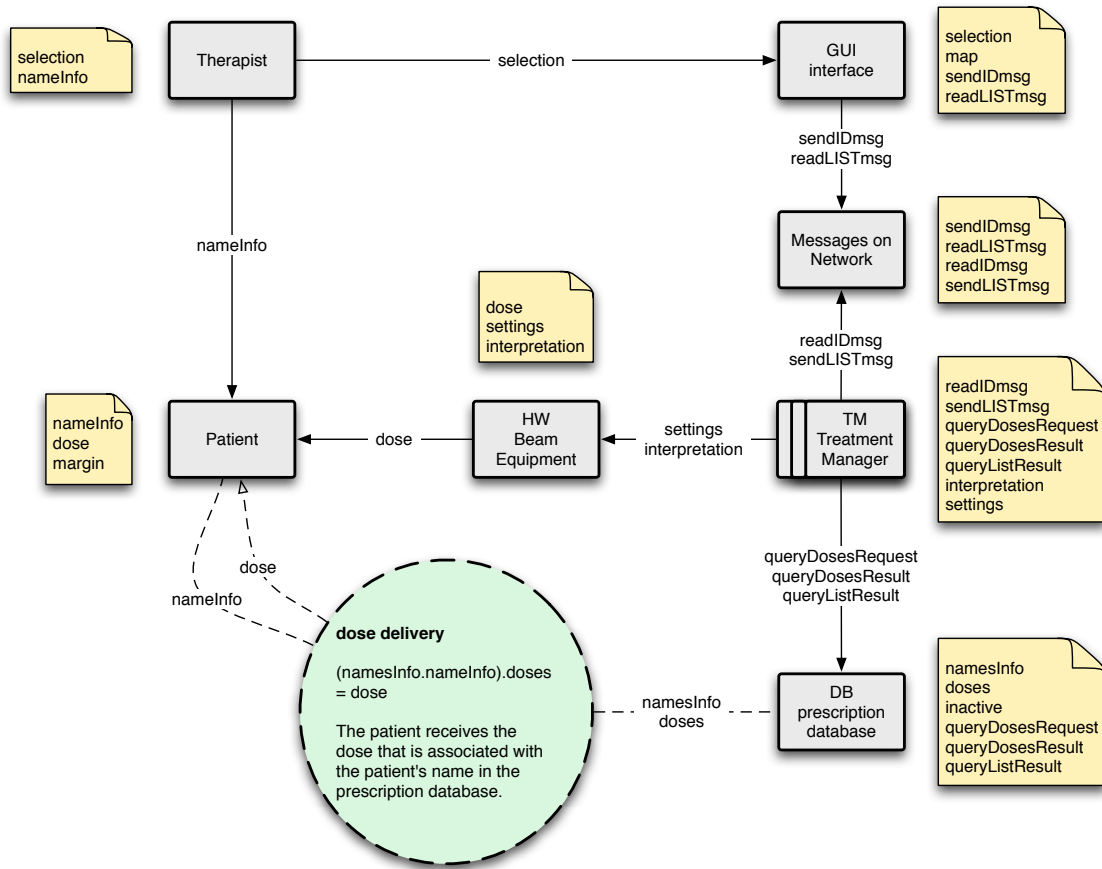 selection
nameInfo
Therapist
selection
GUI
interface
selection
map
sendIDmsg
readLISTmsg
sendIDmsg
readLISTmsg
nameInfo
Messages on
Network
sendIDmsg
readLISTmsg
readIDmsg
sendLISTmsg
dose
settings
interpretation
readIDmsg
sendLISTmsg
nameInfo
dose
margin
Patient
dose
HW
Beam
Equipment
settings
interpretation
TM
Treatment
Manager
readIDmsg
sendLISTmsg
queryDosesRequest
queryDosesResult
queryListResult
interpretation
settings
dose
nameInfo
queryDosesRequest
queryDosesResult
queryListResult
dose delivery
(namesInfo.nameInfo).doses
= dose
The patient receives the
dose that is associated with
the patient's name in the
prescription database.
namesInfo
doses
DB
prescription
database
namesInfo
doses
inactive
queryDosesRequest
queryDosesResult
queryListResult